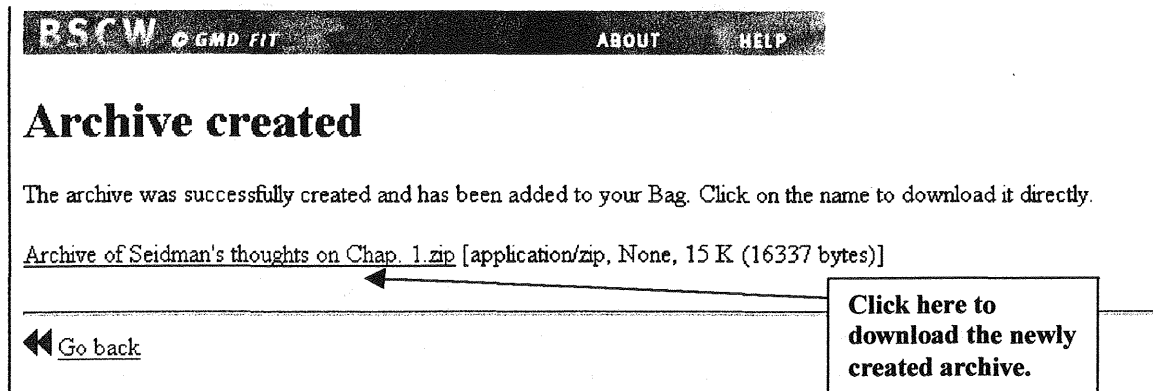 BSCW © GMD FIT ABOUT HELP
Archive created
The archive was successfully created and has been added to your Bag. Click on the name to download it directly.
Archive of Seidman's thoughts on Chap. 1.zip [application/zip, None, 15 K (16337 bytes)]
Click here to
download the newly
created archive.
Go back